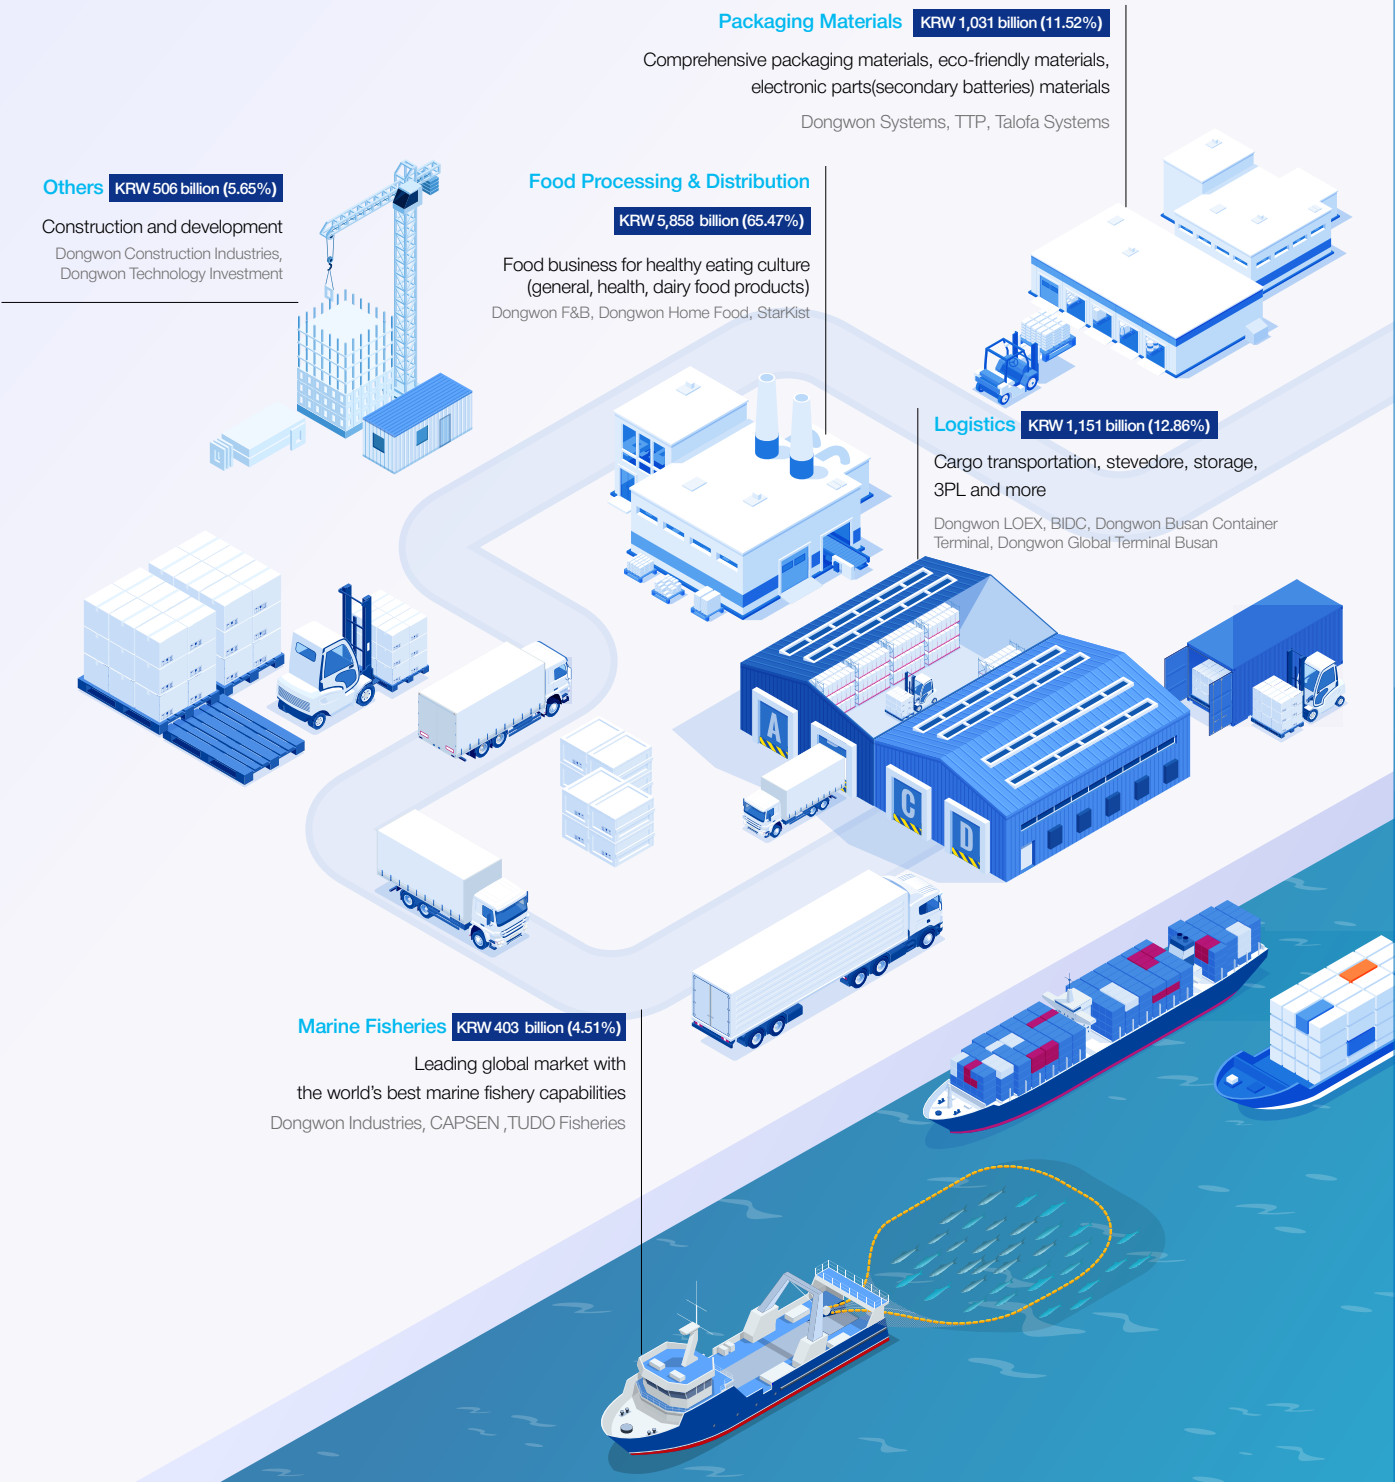 Packaging Materials KRW 1,031 billion (11.52%)
Comprehensive packaging materials, eco-friendly materials,
electronic parts(secondary batteries) materials
Dongwon Systems, TTP, Talofa Systems
Others KRW 506 billion (5.65%)
Construction and development
Dongwon Construction Industries,
Dongwon Technology Investment
Food Processing & Distribution
KRW 5,858 billion (65.47%)
Food business for healthy eating culture
(general, health, dairy food products)
Dongwon F&B, Dongwon Home Food, StarKist
Logistics KRW 1,151 billion (12.86%)
Cargo transportation, stevedore, storage,
3PL and more
Dongwon LOEX, BIDC, Dongwon Busan Container
Terminal, Dongwon Global Terminal Busan
A
C
D
Marine Fisheries KRW 403 billion (4.51%)
Leading global market with
the world's best marine fishery capabilities
Dongwon Industries, CAPSEN ,TUDO Fisheries